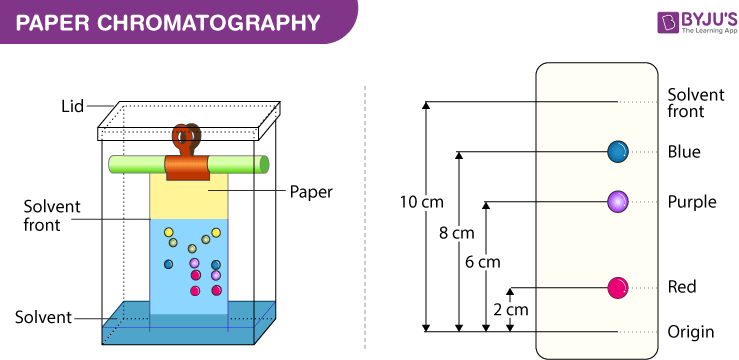 PAPER CHROMATOGRAPHY
BYJU'S
The Learning App
Lid
Paper
Solvent
front
Solvent
Solvent
front
Blue
Purple
Red
Origin
10 cm
8 cm
6 cm
2 cm